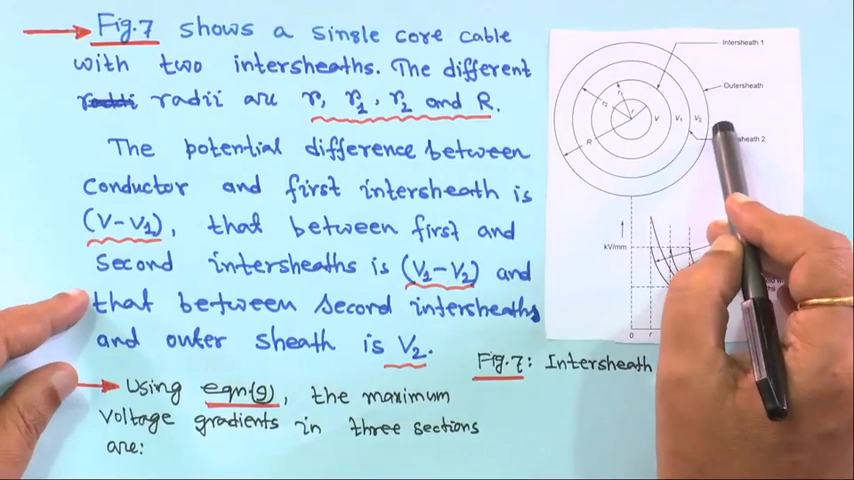 Fig.7 shows a single core cable
with two intersheaths. The different
radii are r, r1, r2 and R.
The potential difference between
conductor and first intersheath is
(V-V1), that between first and
second intersheaths is (V1-V2) and
that between second intersheaths
and outer sheath is V2.
Using eqn(9), the maximum
voltage gradients in three sections
are:
Intersheath 1
Outersheath
sheath 2
r1
r2
r
R
V
V1
V2
kV/mm
0
r
Fig.7: Intersheath